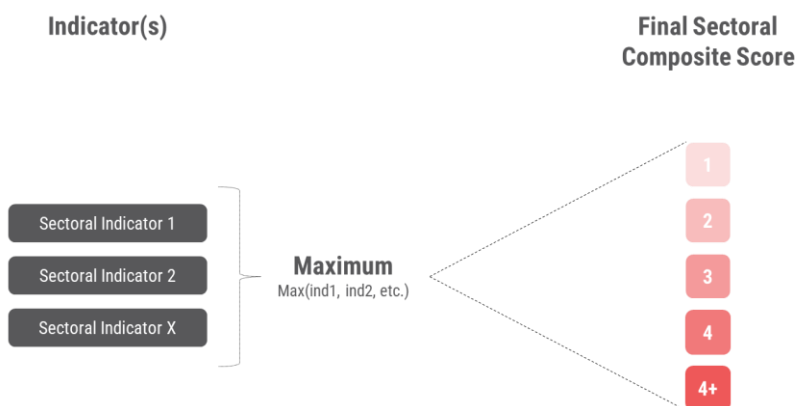 Indicator(s)
Final Sectoral
Composite Score
Sectoral Indicator 1
Sectoral Indicator 2
Sectoral Indicator X
Maximum
Max(ind1, ind2, etc.)
1
2
3
4
4+